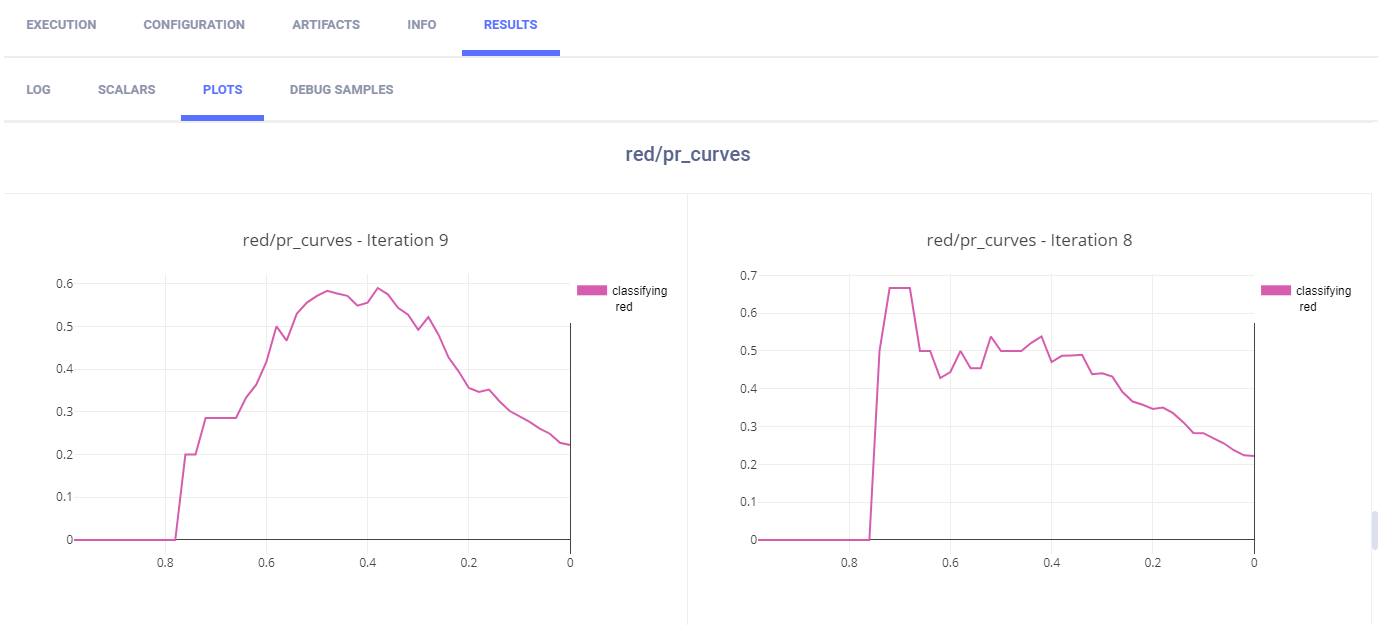 EXECUTION CONFIGURATION ARTIFACTS INFO RESULTS
LOG SCALARS PLOTS DEBUG SAMPLES
red/pr_curves
red/pr_curves - Iteration 9
0.6
0.5
0.4
0.3
0.2
0.1
0
0.8 0.6 0.4 0.2 0
classifying
red
red/pr_curves - Iteration 8
0.7
0.6
0.5
0.4
0.3
0.2
0.1
0
0.8 0.6 0.4 0.2 0
classifying
red